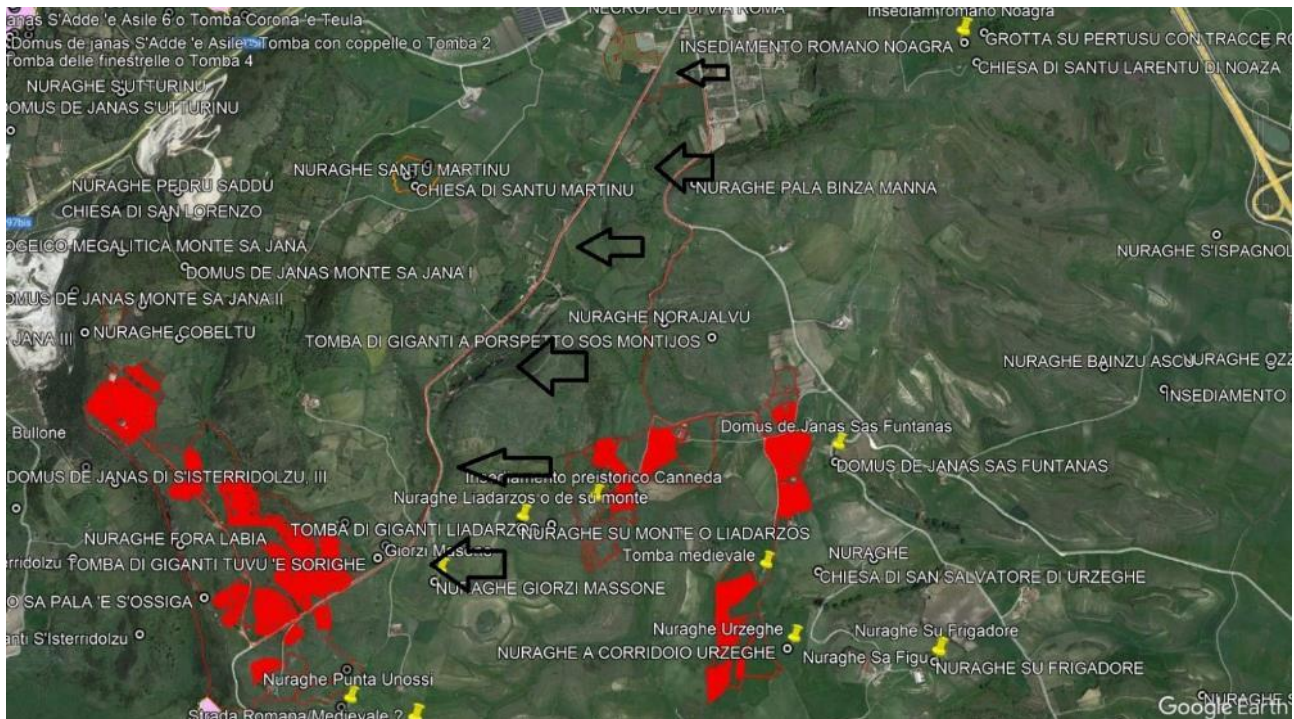 anas S'Adde 'e Asile 6 o Tomba Corona 'e Teula
NECROPOLI DI VIA ROMA
Insediam romano Noagra
Domus de janas S'Adde 'e Asile
Tomba con coppelle o Tomba 2
INSEDIAMENTO ROMANO NOAGRA
GROTTA SU PERTUSU CON TRACCE RO
Tomba delle finestrelle o Tomba 4
CHIESA DI SANTU LARENTU DI NOAZA
NURAGHE S'UTTURINU
DOMUS DE JANAS S'UTTURINU
NURAGHE SANTU MARTINU
NURAGHE PEDRU SADDU
CHIESA DI SANTU MARTINU
NURAGHE PALA BINZA MANNA
CHIESA DI SAN LORENZO
97bis
OGEICO-MEGALITICA MONTE SA JANA
NURAGHE S'ISPAGNOL
DOMUS DE JANAS MONTE SA JANA I
OMUS DE JANAS MONTE SA JANA II
NURAGHE NORAJALVU
JANA III
NURAGHE COBELTU
TOMBA DI GIGANTI A PORSPETTO SOS MONTIJOS
NURAGHE BAINZU ASCU
NURAGHE OZZ
INSEDIAMENTO
Bullone
Domus de Janas Sas Funtanas
DOMUS DE JANAS DI S'ISTERRIDOLZU, III
Insediamento preistorico Canneda
DOMUS DE JANAS SAS FUNTANAS
Nuraghe Liadarzos o de su monte
NURAGHE FORA LABIA
TOMBA DI GIGANTI LIADARZOS
NURAGHE SU MONTE O LIADARZOS
Giorzi
Tomba medievale
NURAGHE
erridolzu
TOMBA DI GIGANTI TUVU 'E SORIGHE
CHIESA DI SAN SALVATORE DI URZEGHE
NURAGHE GIORZI MASSONE
O SA PALA 'E S'OSSIGA
anti S'Isterridolzu
Nuraghe Urzeghe
Nuraghe Su Frigadore
NURAGHE A CORRIDOIO URZEGHE
Nuraghe Sa Figu
NURAGHE SU FRIGADORE
Nuraghe Punta Unossi
NURAGHE S
Strada Romana/Medievale 2
Google Earth